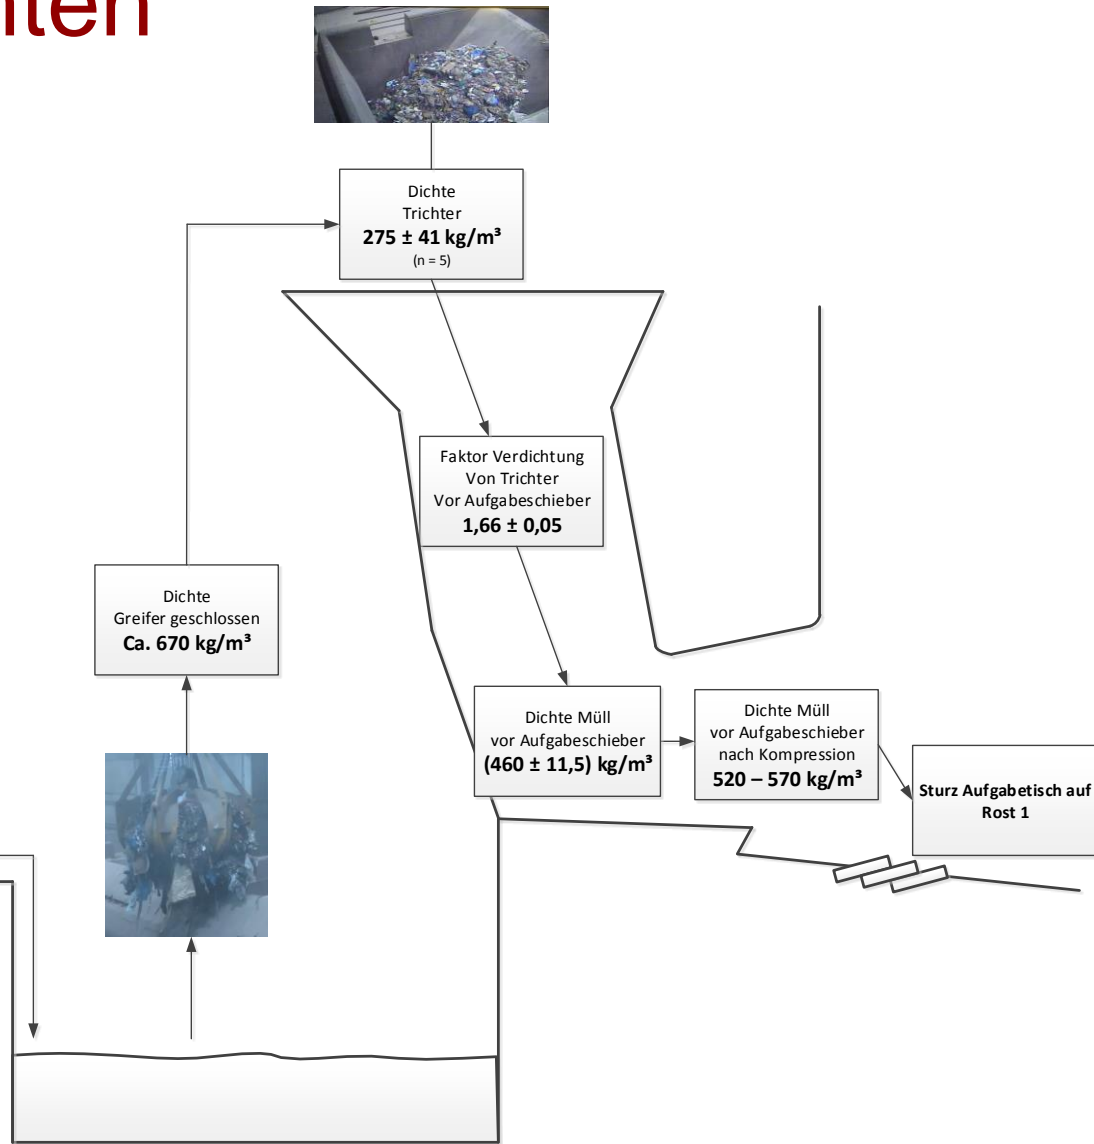 Dichte
Trichter
275 ± 41 kg/m³
(n = 5)
Faktor Verdichtung
Von Trichter
Vor Aufgabeschieber
1,66 ± 0,05
Dichte
Greifer geschlossen
Ca. 670 kg/m³
Dichte Müll
vor Aufgabeschieber
(460 ± 11,5) kg/m³
Dichte Müll
vor Aufgabeschieber
nach Kompression
520 – 570 kg/m³
Sturz Aufgabetisch auf
Rost 1